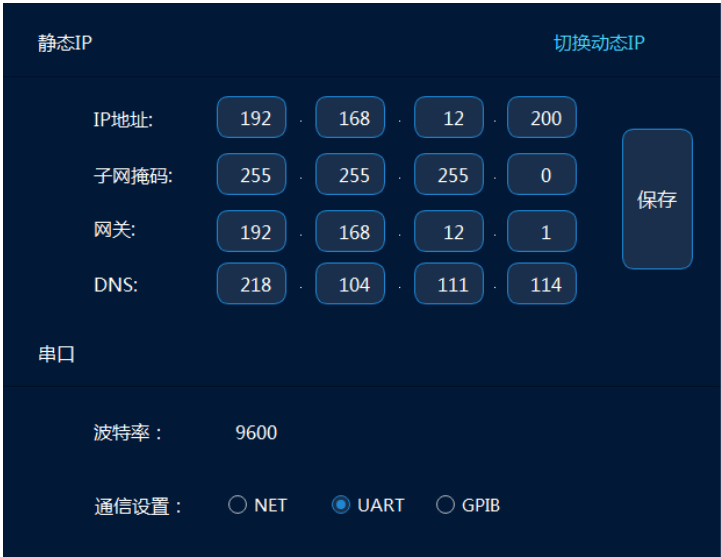 静态IP 切换动态IP
IP地址: 192 . 168 . 12 . 200
子网掩码: 255 . 255 . 255 . 0
保存
网关: 192 . 168 . 12 . 1
DNS: 218 . 104 . 111 . 114
串口
波特率： 9600
通信设置： NET UART GPIB